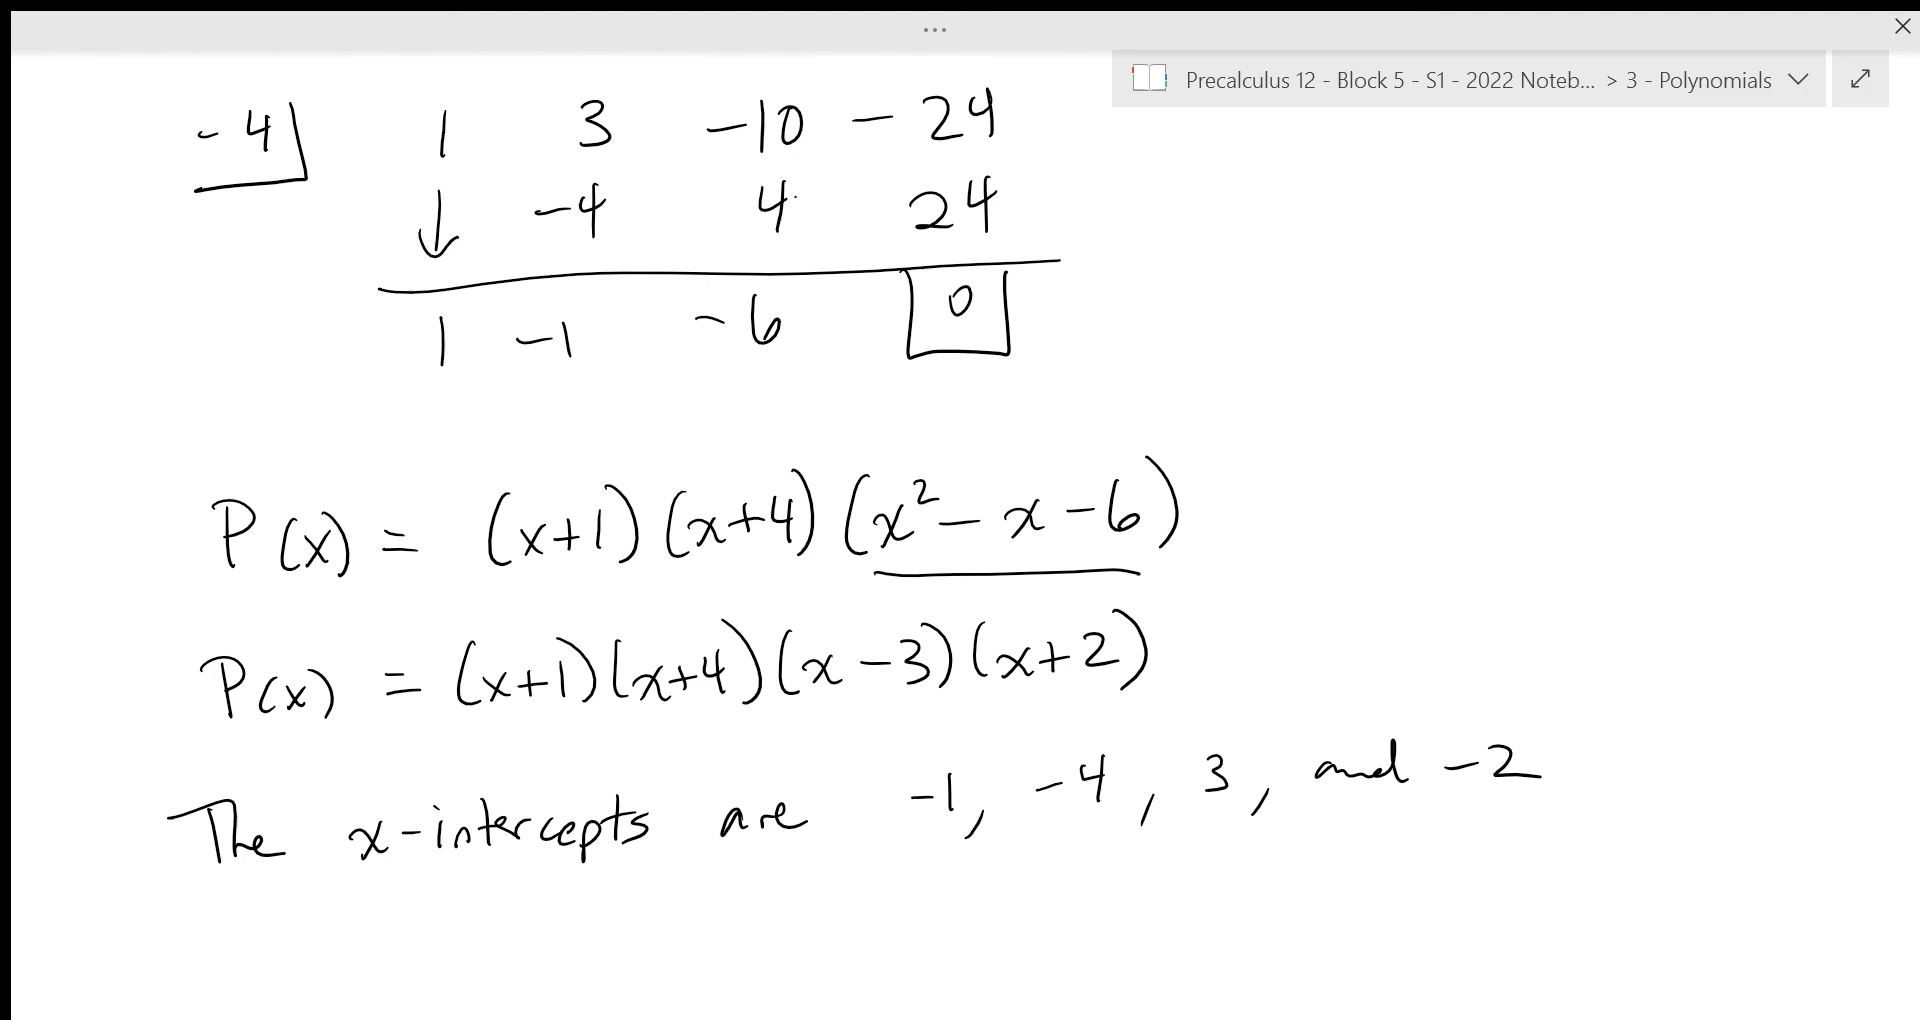 ...
Precalculus 12 - Block 5 - S1 - 2022 Noteb... > 3 - Polynomials
-4 1 3 -10 -24
-4 4 24
1 -1 -6 0
P(x) = (x+1)(x+4)(x²-x-6)
P(x) = (x+1)(x+4)(x-3)(x+2)
The x-intercepts are -1, -4, 3, and -2